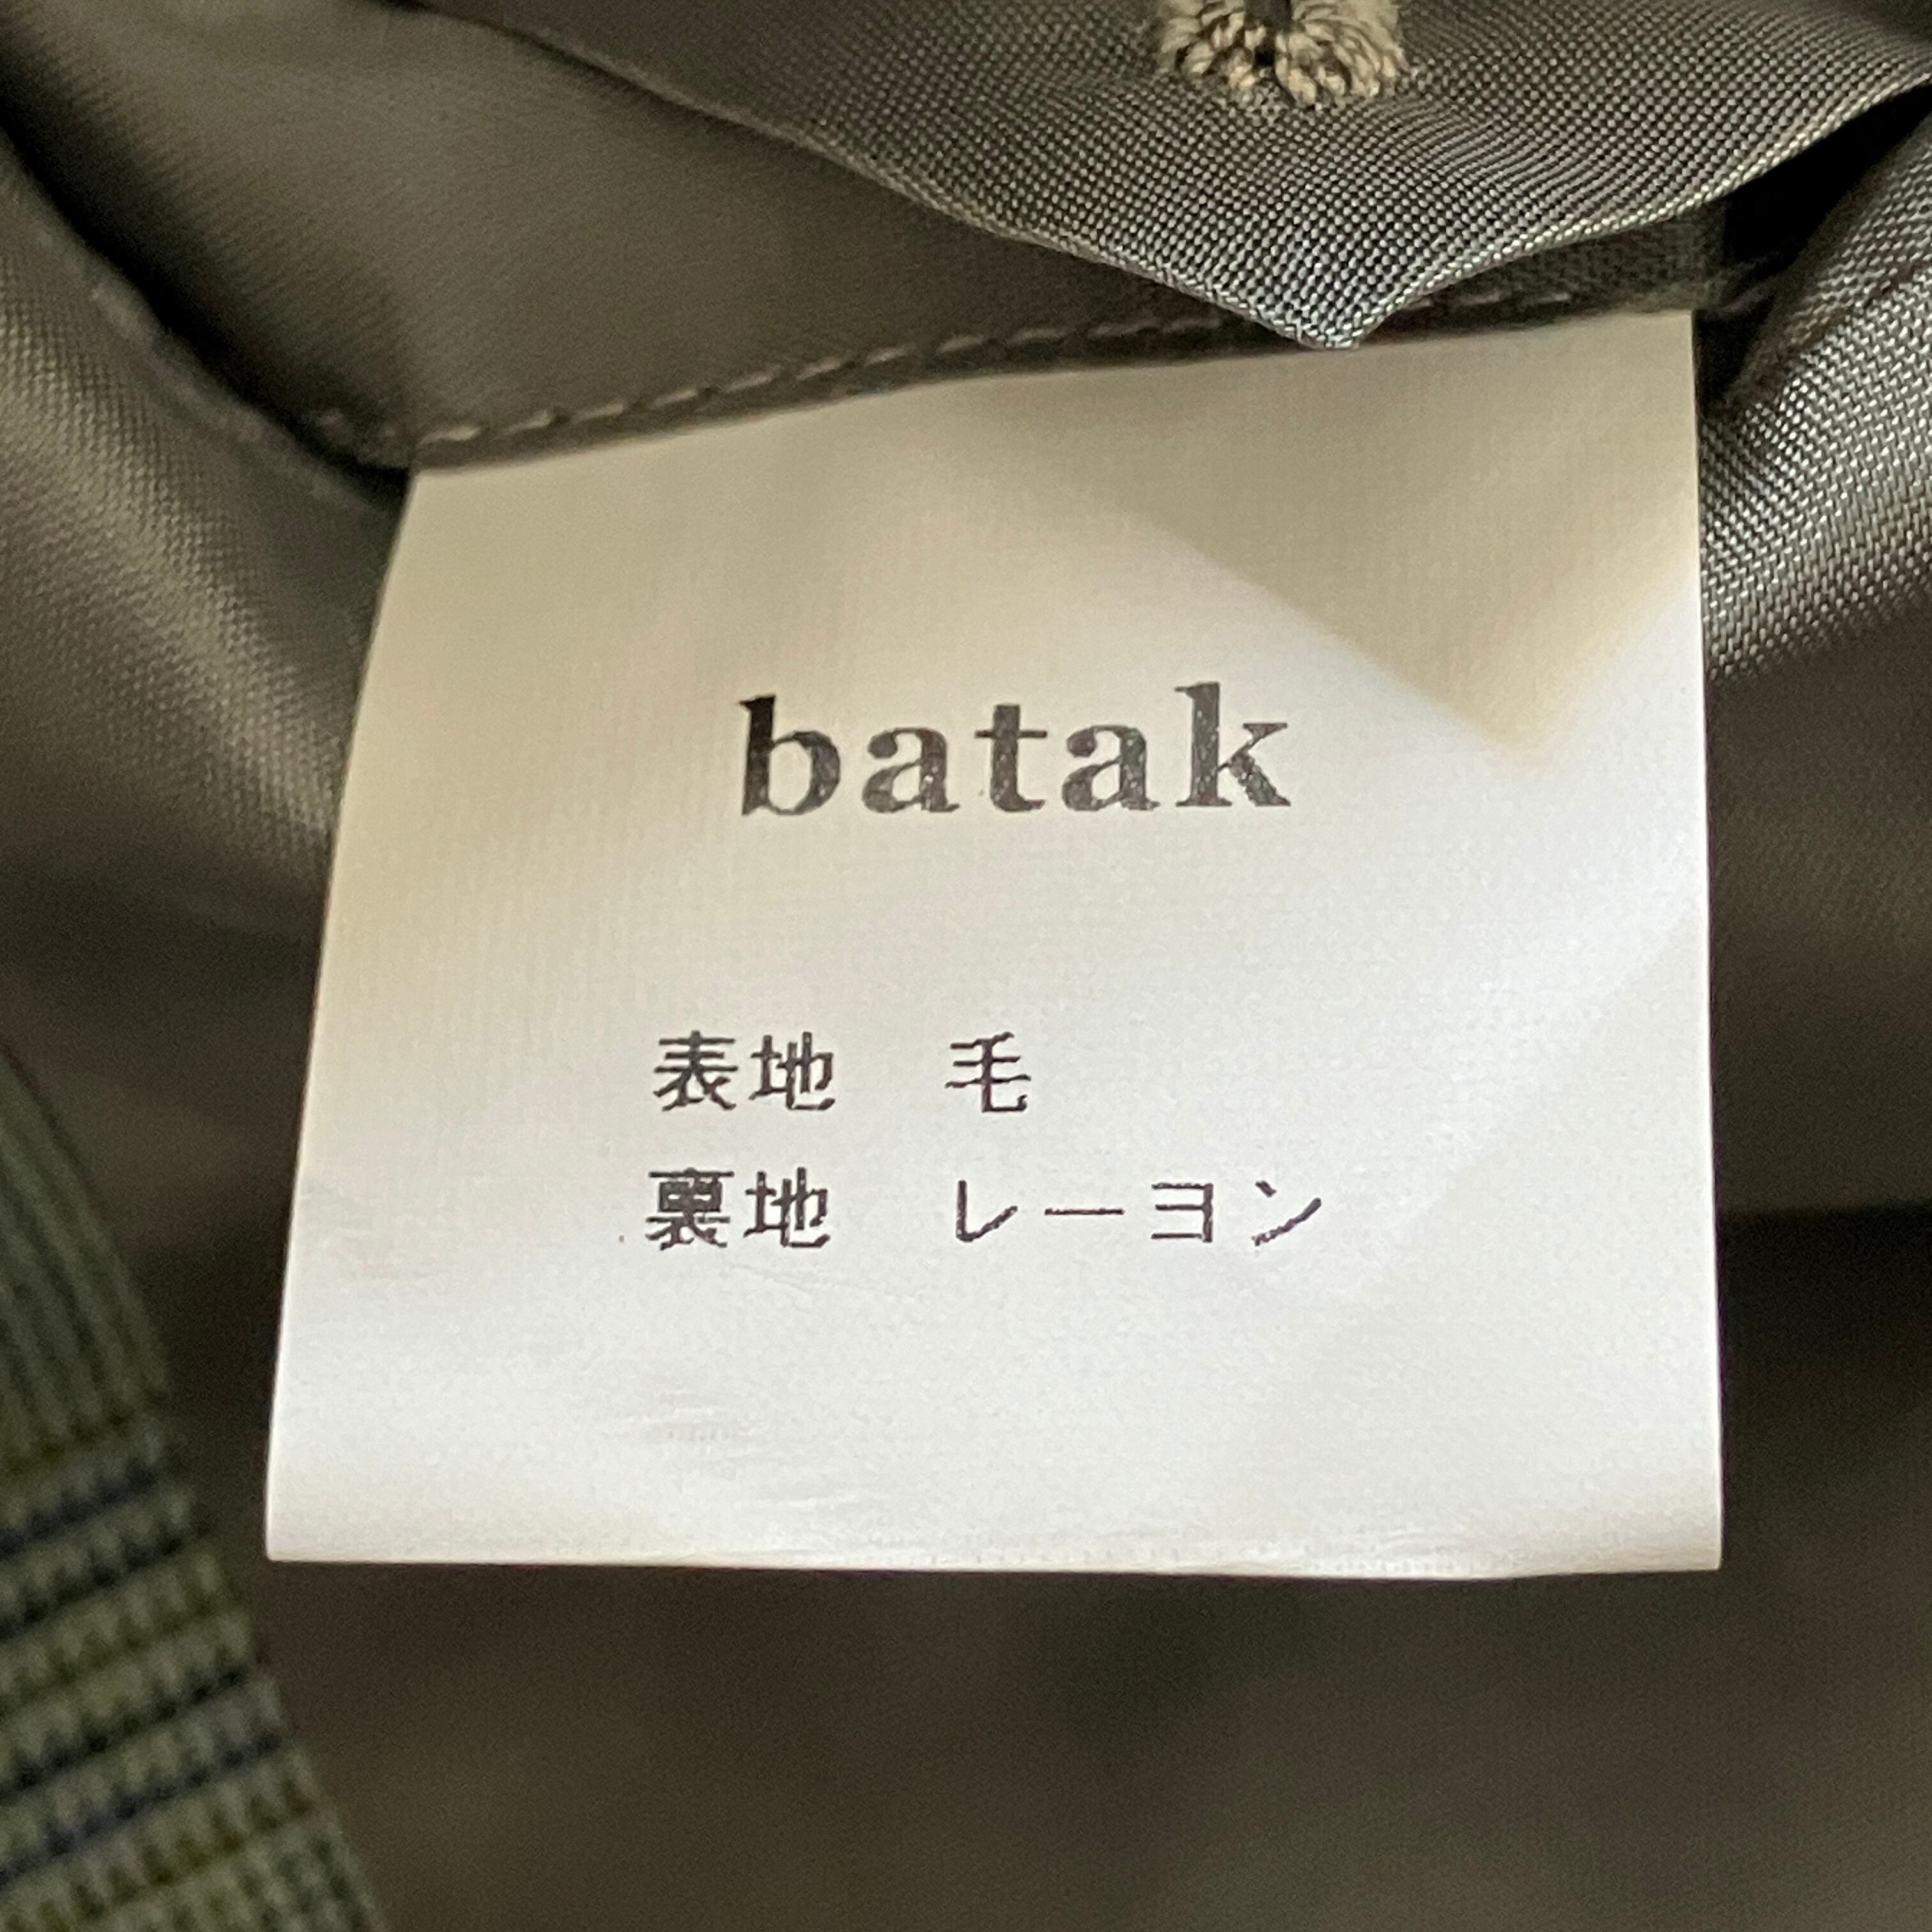 batak
表地　毛
裏地　レーヨン